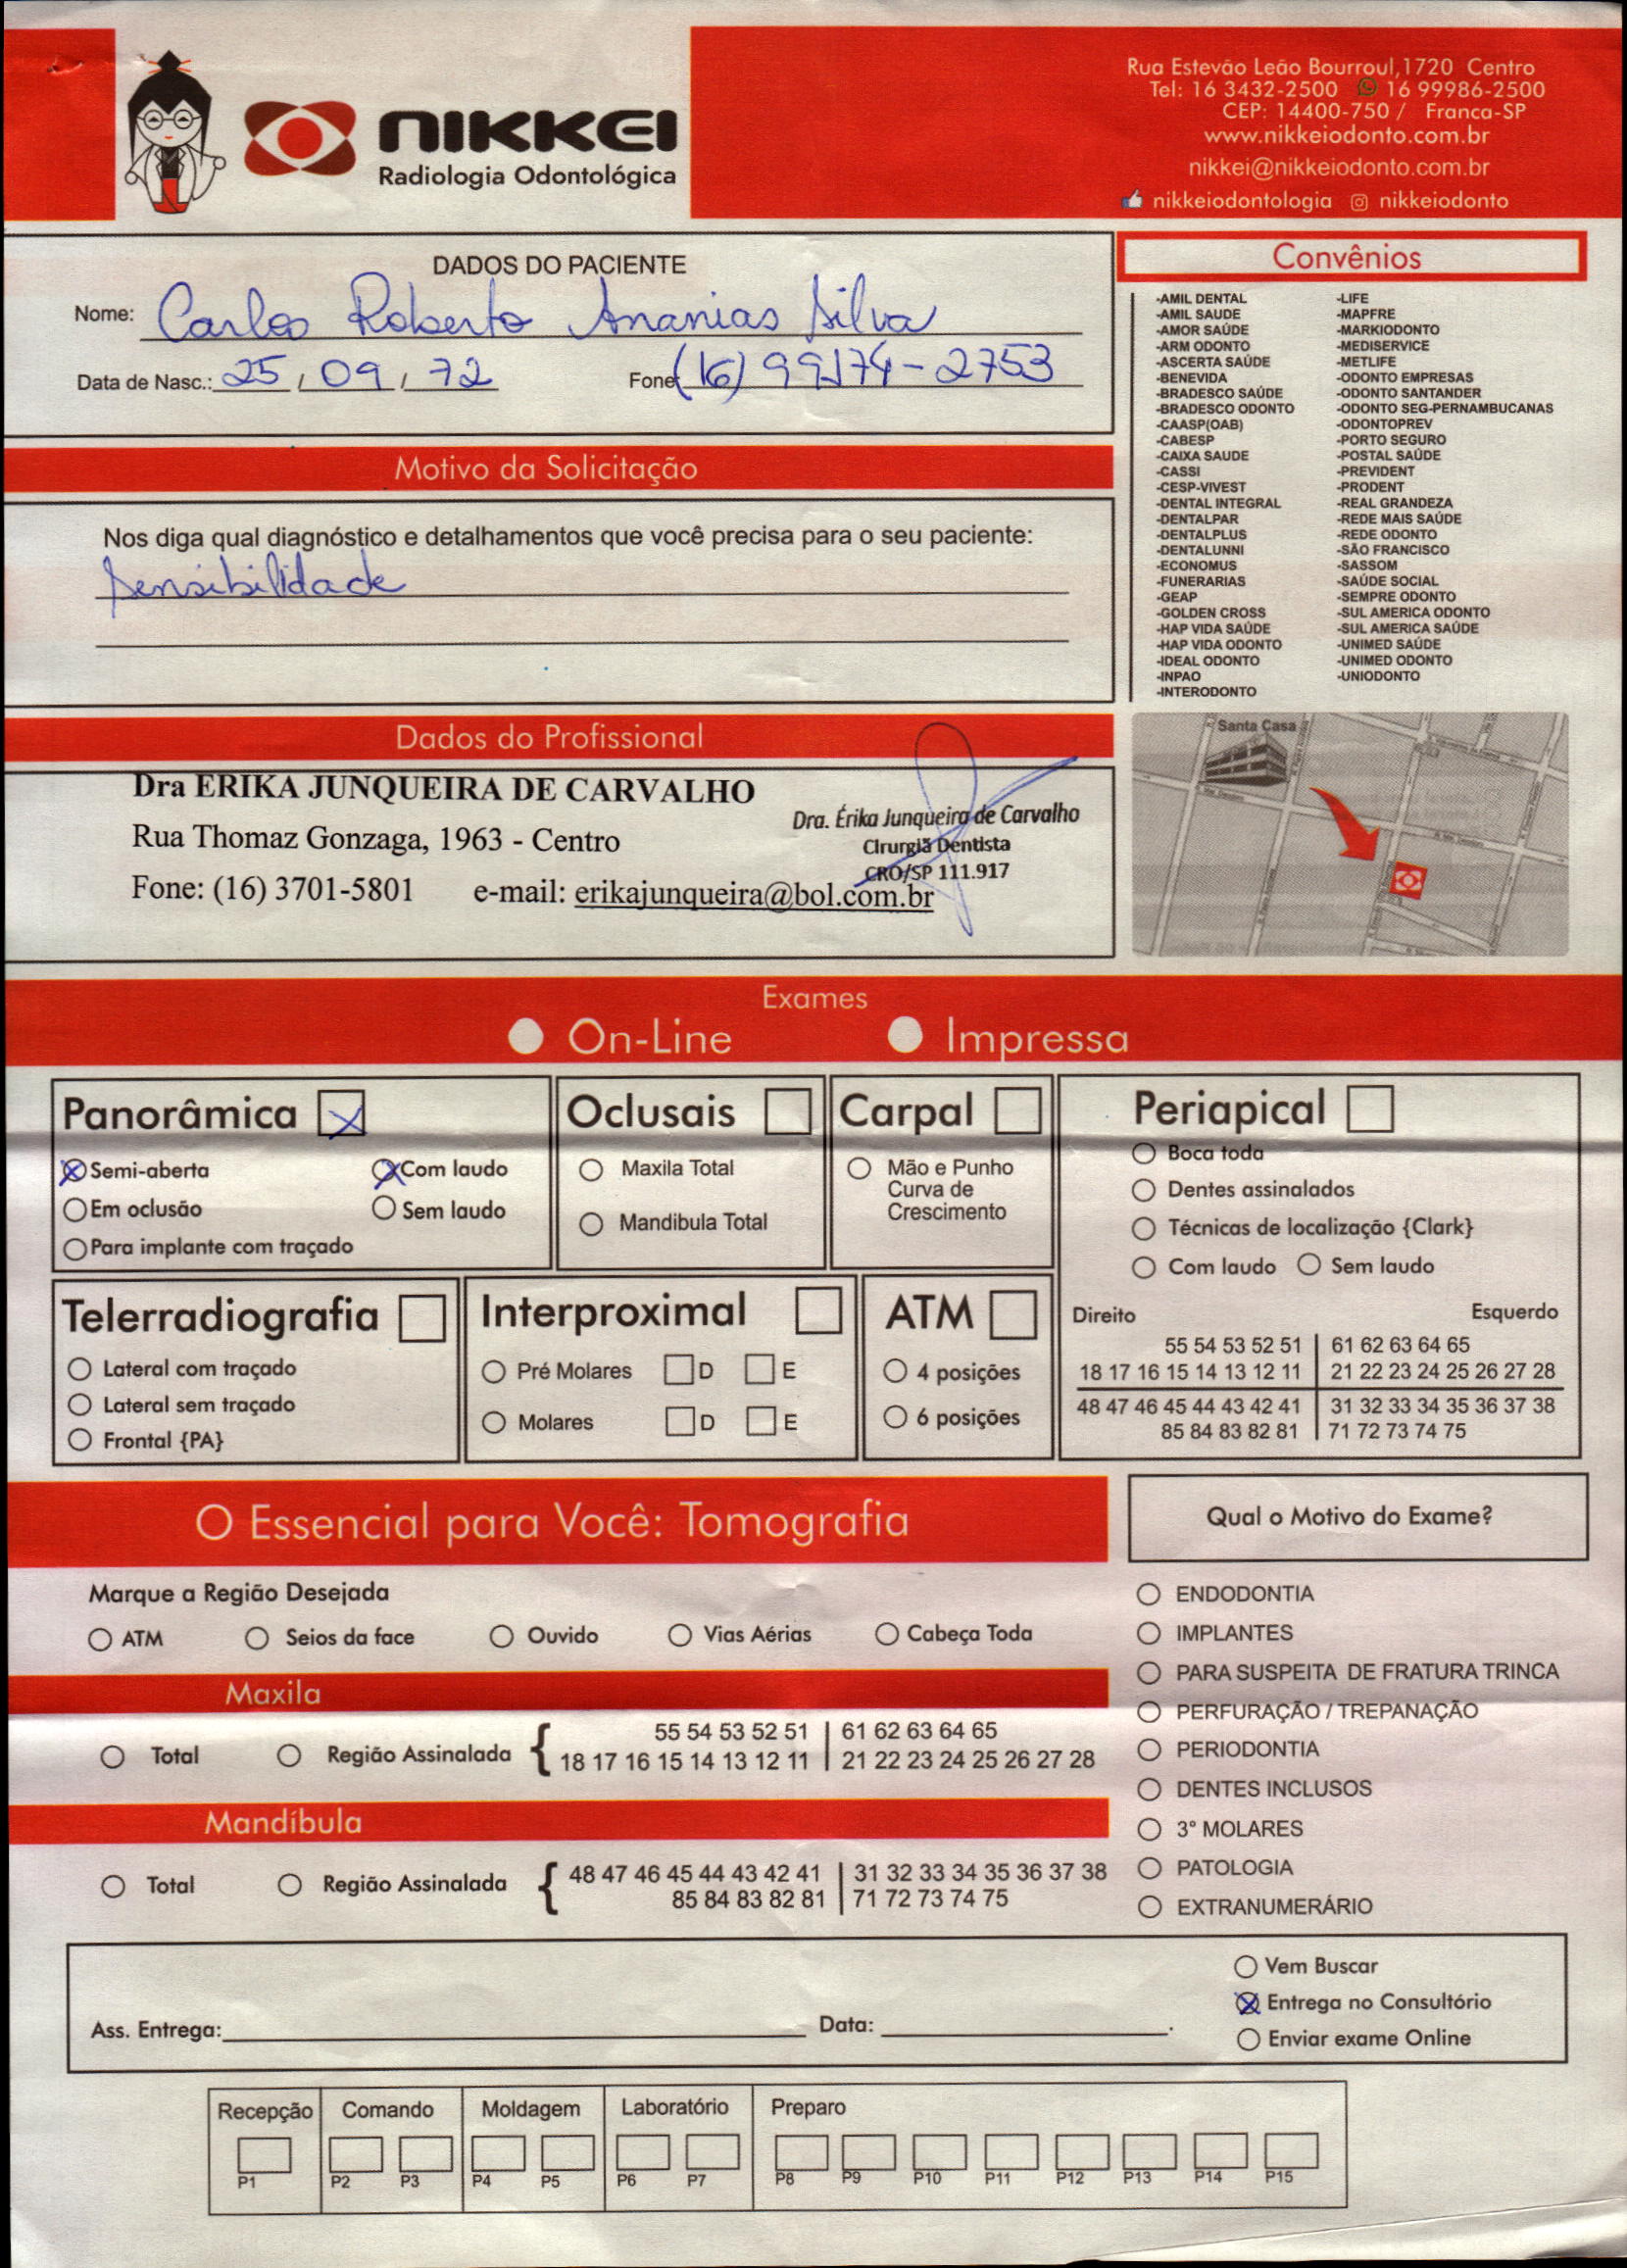 NIKKEI
Radiologia Odontológica
Rua Estevão Leão Bourroul,1720 Centro
Tel: 16 3432-2500 16 99986-2500
CEP: 14400-750 / Franca-SP
www.nikkeiodonto.com.br
nikkei@nikkeiodonto.com.br
nikkeiodontologia nikkeiodonto
DADOS DO PACIENTE
Nome: Carlos Roberto Ananias Silva
Data de Nasc.: 25 / 09 / 72 Fone: (16) 99174-2753
Motivo da Solicitação
Nos diga qual diagnóstico e detalhamentos que você precisa para o seu paciente:
Sensibilidade
Convênios
-AMIL DENTAL
-AMIL SAUDE
-AMOR SAÚDE
-ARM ODONTO
-ASCERTA SAÚDE
-BENEVIDA
-BRADESCO SAÚDE
-BRADESCO ODONTO
-CAASP(OAB)
-CABESP
-CAIXA SAUDE
-CASSI
-CESP-VIVEST
-DENTAL INTEGRAL
-DENTALPAR
-DENTALPLUS
-DENTALUNNI
-ECONOMUS
-FUNERARIAS
-GEAP
-GOLDEN CROSS
-HAP VIDA SAÚDE
-HAP VIDA ODONTO
-IDEAL ODONTO
-INPAO
-INTERODONTO
-LIFE
-MAPFRE
-MARKIODONTO
-MEDISERVICE
-METLIFE
-ODONTO EMPRESAS
-ODONTO SANTANDER
-ODONTO SEG-PERNAMBUCANAS
-ODONTOPREV
-PORTO SEGURO
-POSTAL SAÚDE
-PREVIDENT
-PRODENT
-REAL GRANDEZA
-REDE MAIS SAÚDE
-REDE ODONTO
-SÃO FRANCISCO
-SASSOM
-SAÚDE SOCIAL
-SEMPRE ODONTO
-SUL AMERICA ODONTO
-SUL AMERICA SAÚDE
-UNIMED SAÚDE
-UNIMED ODONTO
-UNIODONTO
Santa Casa
Dados do Profissional
Dra ERIKA JUNQUEIRA DE CARVALHO
Rua Thomaz Gonzaga, 1963 - Centro
Fone: (16) 3701-5801 e-mail: erikajunqueira@bol.com.br
Dra. Érika Junqueira de Carvalho
Cirurgiã Dentista
CRO/SP 111.917
Exames
On-Line Impressa
Panorâmica
Semi-aberta Com laudo
Em oclusão Sem laudo
Para implante com traçado
Oclusais
Maxila Total
Mandibula Total
Carpal
Mão e Punho
Curva de
Crescimento
Periapical
Boca toda
Dentes assinalados
Técnicas de localização {Clark}
Com laudo Sem laudo
Direito Esquerdo
55 54 53 52 51 61 62 63 64 65
18 17 16 15 14 13 12 11 21 22 23 24 25 26 27 28
48 47 46 45 44 43 42 41 31 32 33 34 35 36 37 38
85 84 83 82 81 71 72 73 74 75
Telerradiografia
Lateral com traçado
Lateral sem traçado
Frontal {PA}
Interproximal
Pré Molares D E
Molares D E
ATM
4 posições
6 posições
O Essencial para Você: Tomografia
Marque a Região Desejada
ATM Seios da face Ouvido Vias Aérias Cabeça Toda
Maxila
55 54 53 52 51 61 62 63 64 65
Total Região Assinalada { 18 17 16 15 14 13 12 11 21 22 23 24 25 26 27 28
Mandíbula
Total Região Assinalada { 48 47 46 45 44 43 42 41 31 32 33 34 35 36 37 38
85 84 83 82 81 71 72 73 74 75
Qual o Motivo do Exame?
ENDODONTIA
IMPLANTES
PARA SUSPEITA DE FRATURA TRINCA
PERFURAÇÃO / TREPANAÇÃO
PERIODONTIA
DENTES INCLUSOS
3° MOLARES
PATOLOGIA
EXTRANUMERÁRIO
Vem Buscar
Entrega no Consultório
Enviar exame Online
Ass. Entrega: Data: .
Recepção Comando Moldagem Laboratório Preparo
P1 P2 P3 P4 P5 P6 P7 P8 P9 P10 P11 P12 P13 P14 P15